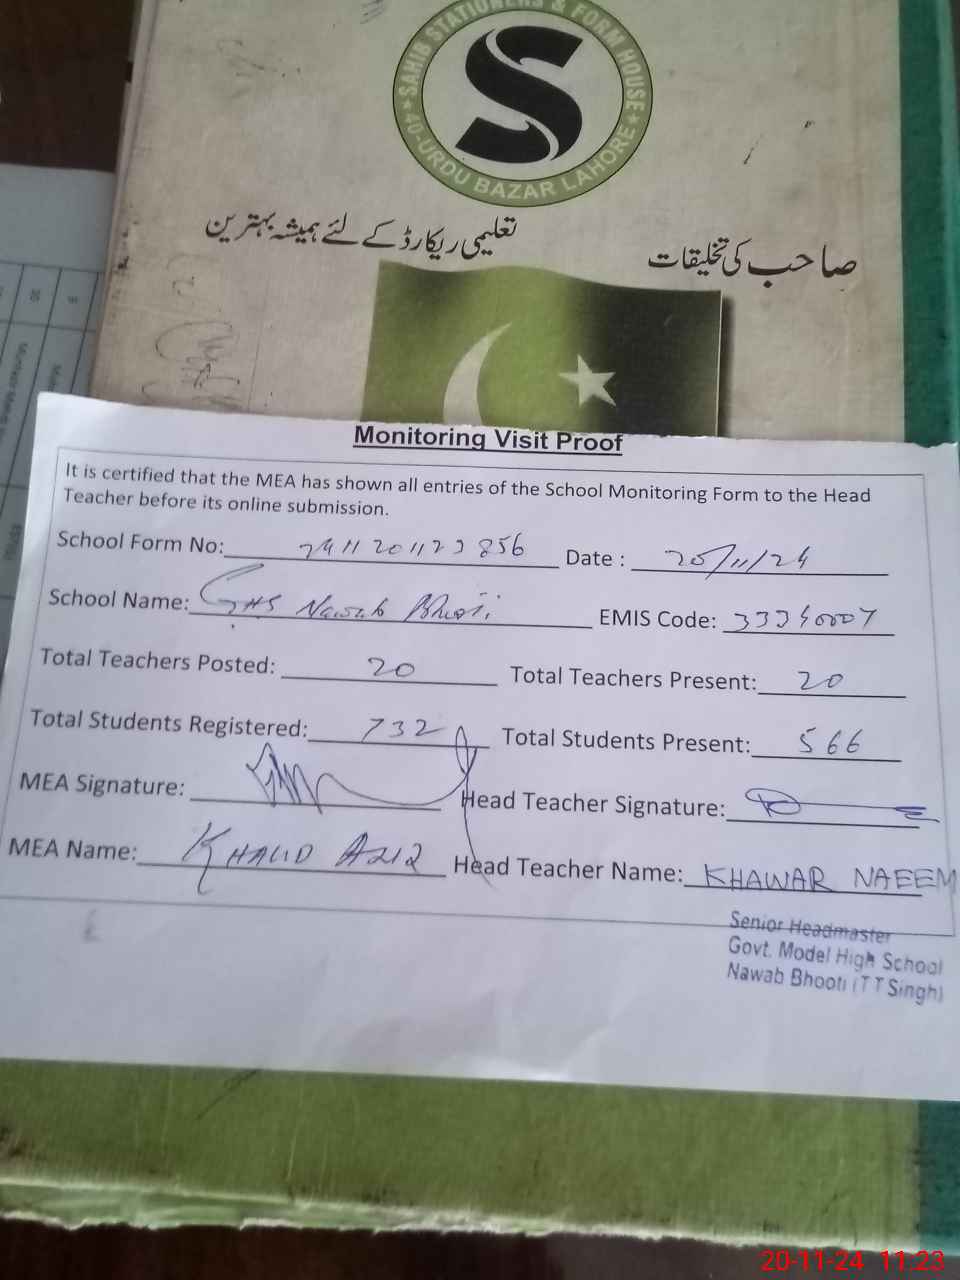 SAHIB STATIONERS & FORM HOUSE
40-URDU BAZAR LAHORE
S
صاحب کی تخلیقات تعلیمی ریکارڈ کے لئے ہمیشہ بہترین
Monitoring Visit Proof
It is certified that the MEA has shown all entries of the School Monitoring Form to the Head
Teacher before its online submission.
School Form No: Date : 20/11/24
School Name: GHS Nawab Bhooti EMIS Code:
Total Teachers Posted: 20 Total Teachers Present: 20
Total Students Registered: 732 Total Students Present: 566
MEA Signature: Head Teacher Signature:
MEA Name: KHALID AZIZ Head Teacher Name: KHAWAR NAEEM
Senior Headmaster
Govt. Model High School
Nawab Bhooti (T T Singh)
20-11-24 11:23